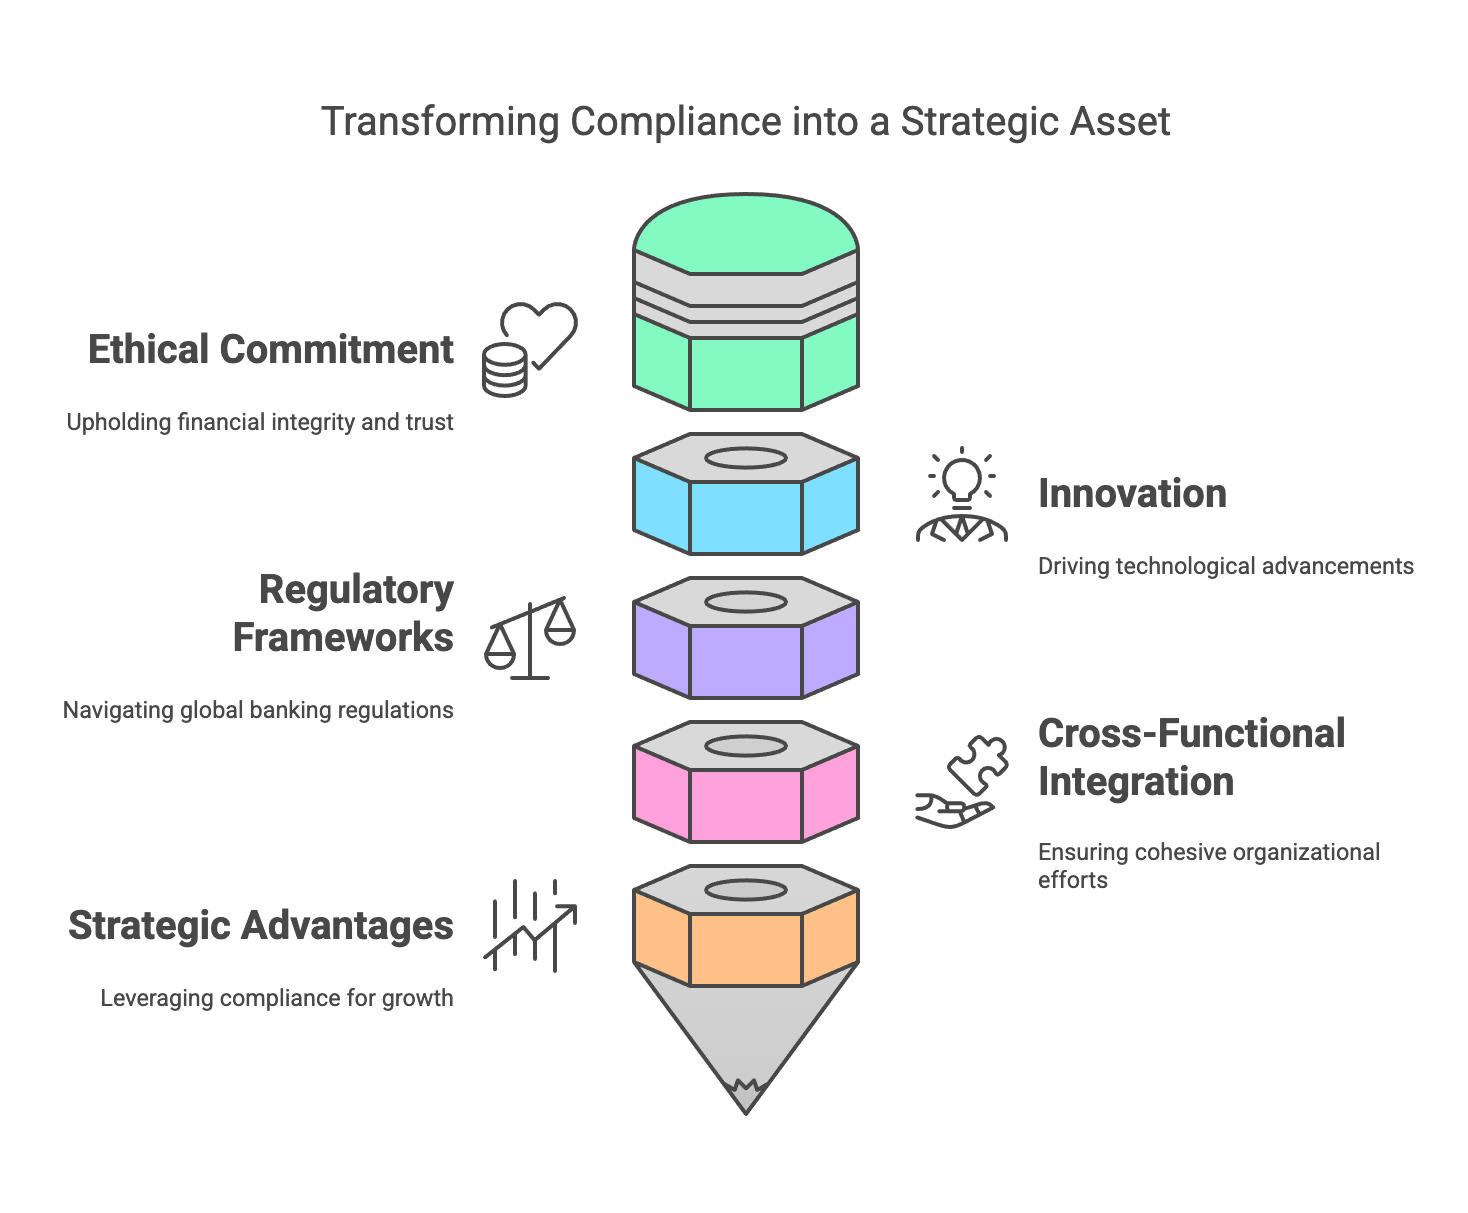 Transforming Compliance into a Strategic Asset
Ethical Commitment
Upholding financial integrity and trust
Innovation
Driving technological advancements
Regulatory
Frameworks
Navigating global banking regulations
Cross-Functional
Integration
Ensuring cohesive organizational
efforts
Strategic Advantages
Leveraging compliance for growth